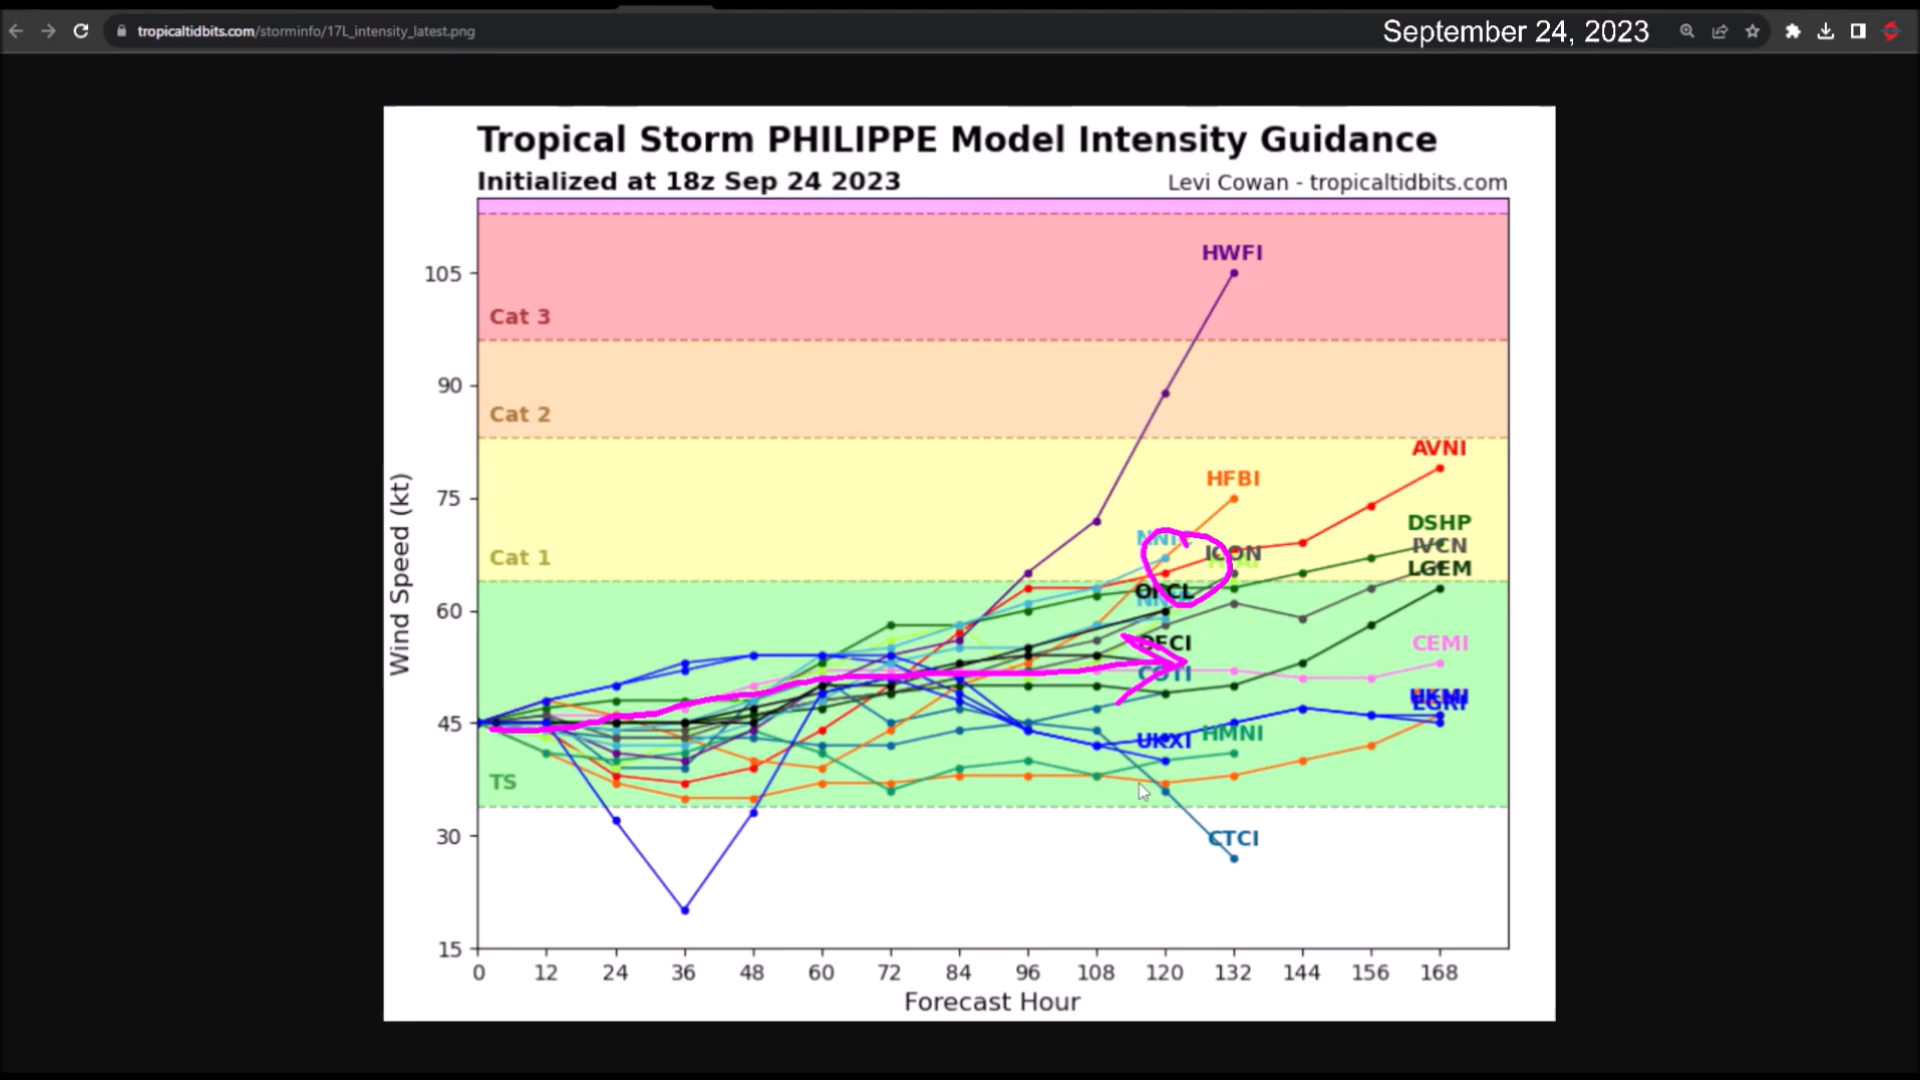 tropicaltidbits.com/storminfo/17L_intensity_latest.png
September 24, 2023
Tropical Storm PHILIPPE Model Intensity Guidance
Initialized at 18z Sep 24 2023
Levi Cowan - tropicaltidbits.com
HWFI
105
Cat 3
90
Cat 2
AVNI
HFBI
75
DSHP
IVCN
ICON
Cat 1
LGEM
OFCL
60
CEMI
Wind Speed (kt)
COTI
UKMI
EGRI
45
HMNI
UKXI
TS
30
CTCI
15
0 12 24 36 48 60 72 84 96 108 120 132 144 156 168
Forecast Hour